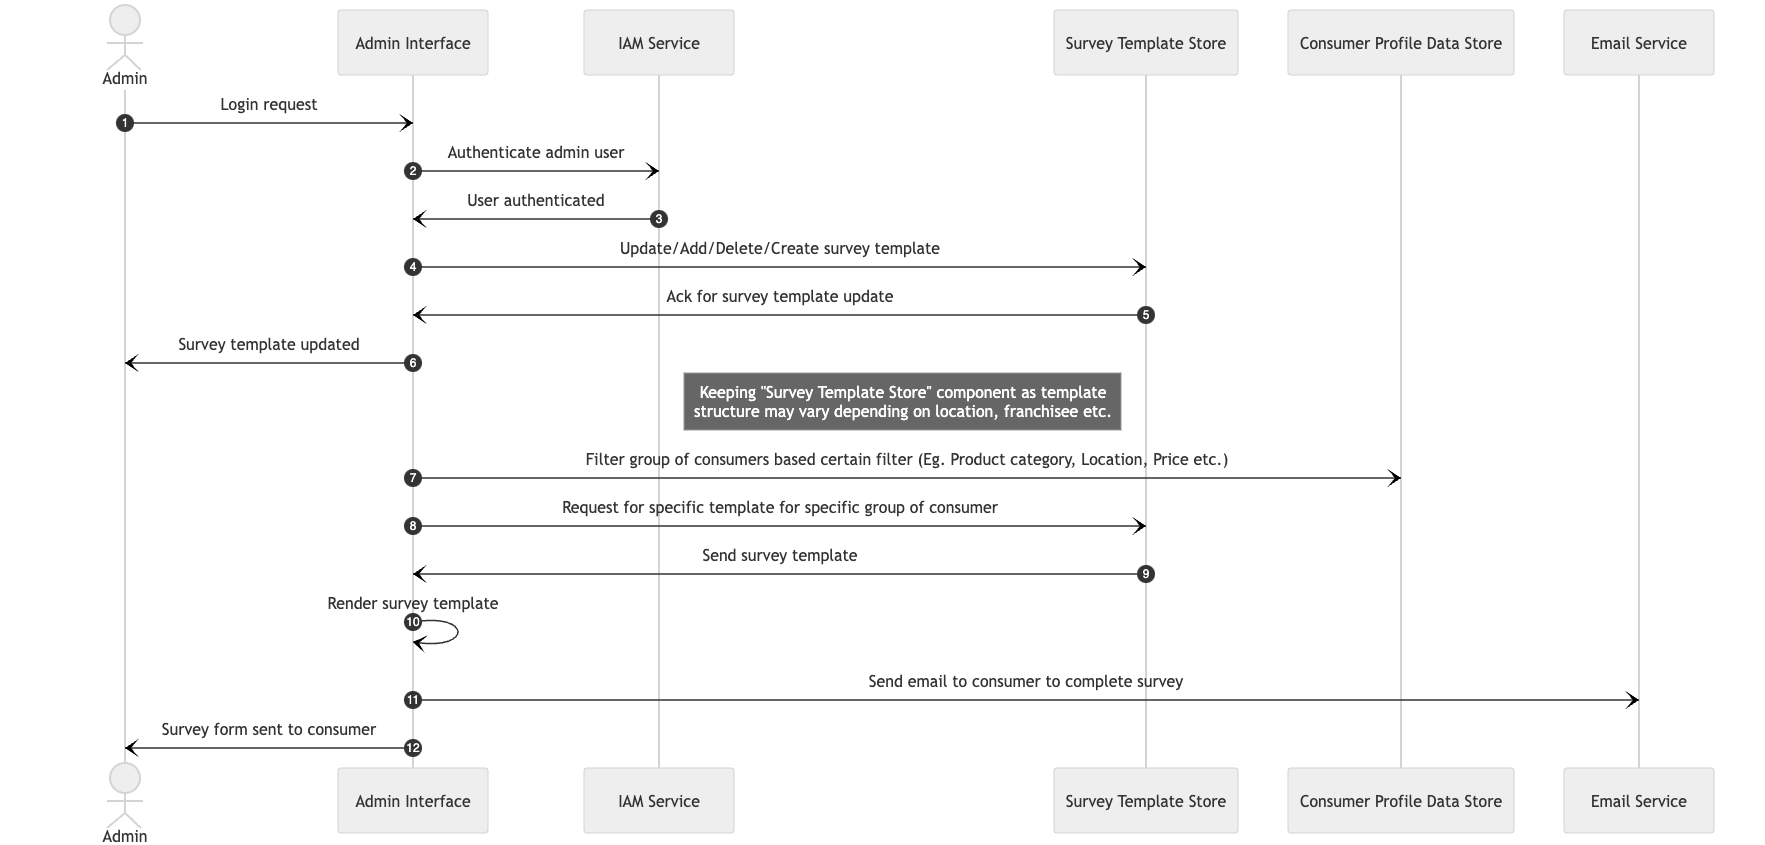 Admin
Admin Interface
IAM Service
Survey Template Store
Consumer Profile Data Store
Email Service
Login request
1
Authenticate admin user
2
User authenticated
3
Update/Add/Delete/Create survey template
4
Ack for survey template update
5
Survey template updated
6
Keeping "Survey Template Store" component as template
structure may vary depending on location, franchisee etc.
Filter group of consumers based certain filter (Eg. Product category, Location, Price etc.)
7
Request for specific template for specific group of consumer
8
Send survey template
9
Render survey template
10
Send email to consumer to complete survey
11
Survey form sent to consumer
12
Admin
Admin Interface
IAM Service
Survey Template Store
Consumer Profile Data Store
Email Service